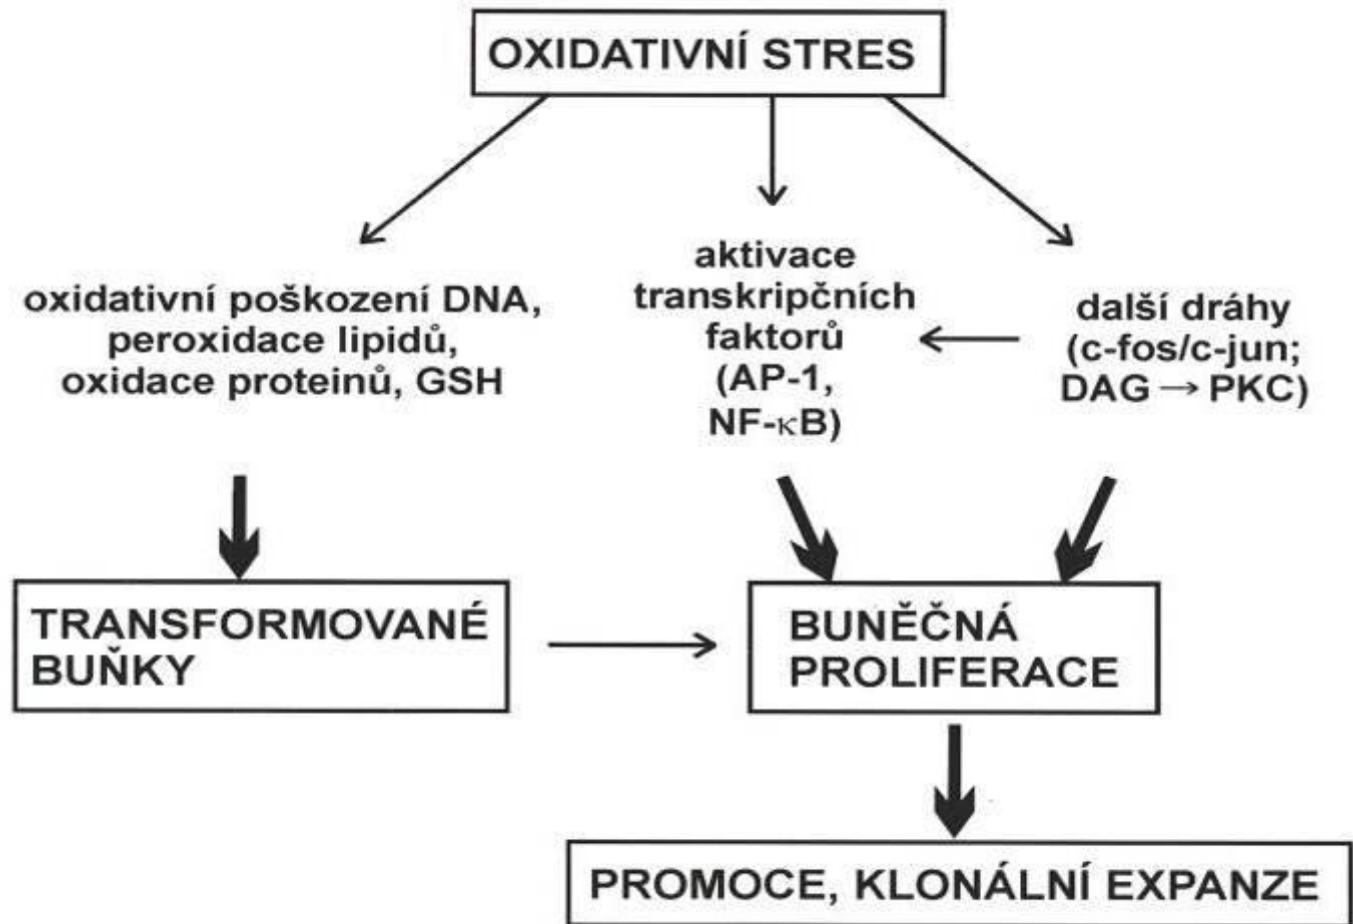 OXIDATIVNÍ STRES
oxidativní poškození DNA,
peroxidace lipidů,
oxidace proteinů, GSH
aktivace
transkripčních
faktorů
(AP-1,
NF-κB)
další dráhy
(c-fos/c-jun;
DAG → PKC)
TRANSFORMOVANÉ
BUŇKY
BUNĚČNÁ
PROLIFERACE
PROMOCE, KLONÁLNÍ EXPANZE